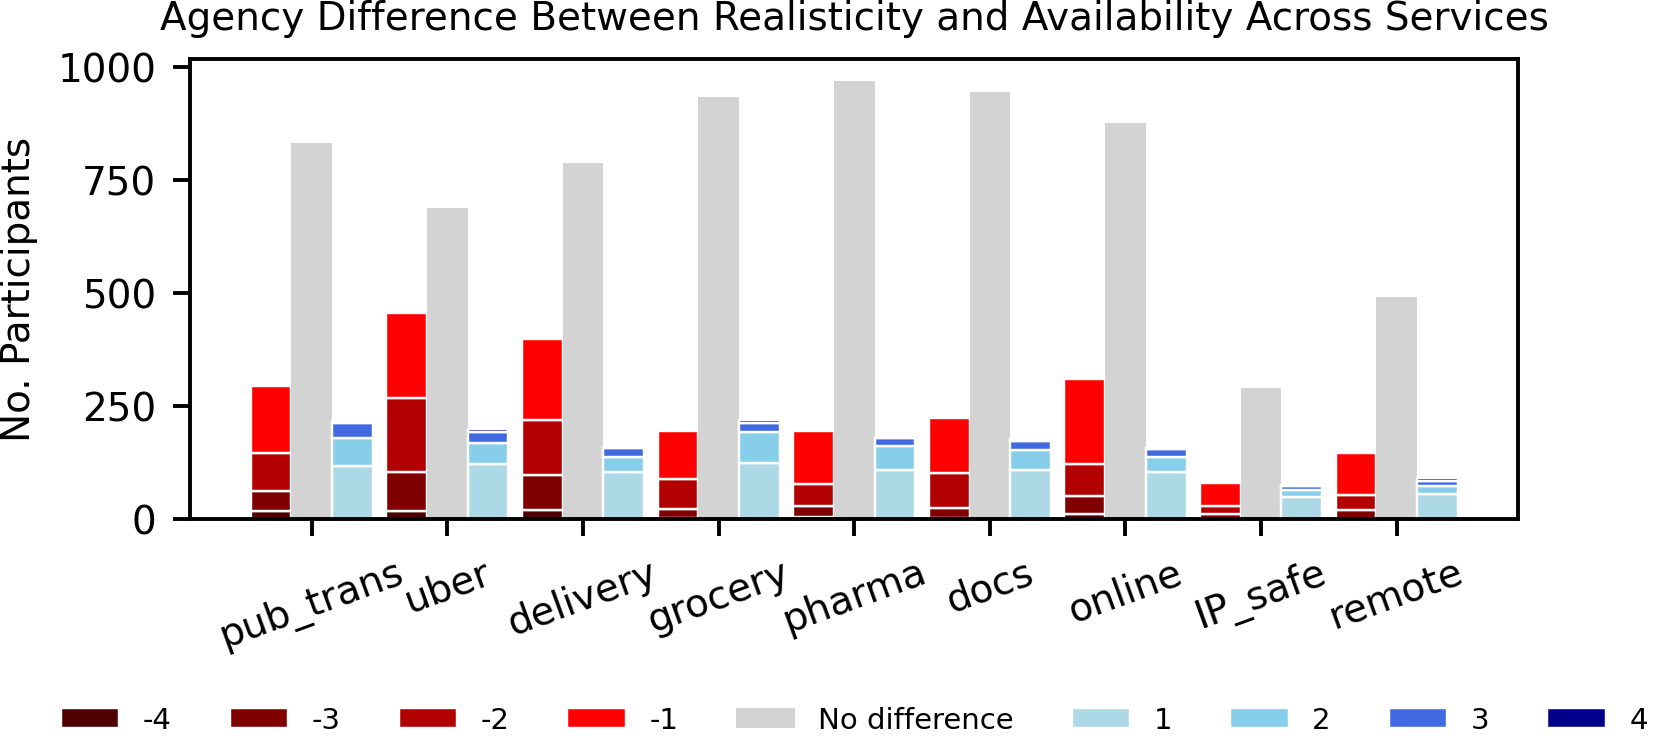 Agency Difference Between Realisticity and Availability Across Services
No. Participants
1000
750
500
250
0
pub_trans
uber
delivery
grocery
pharma
docs
online
IP_safe
remote
-4 -3 -2 -1 No difference 1 2 3 4